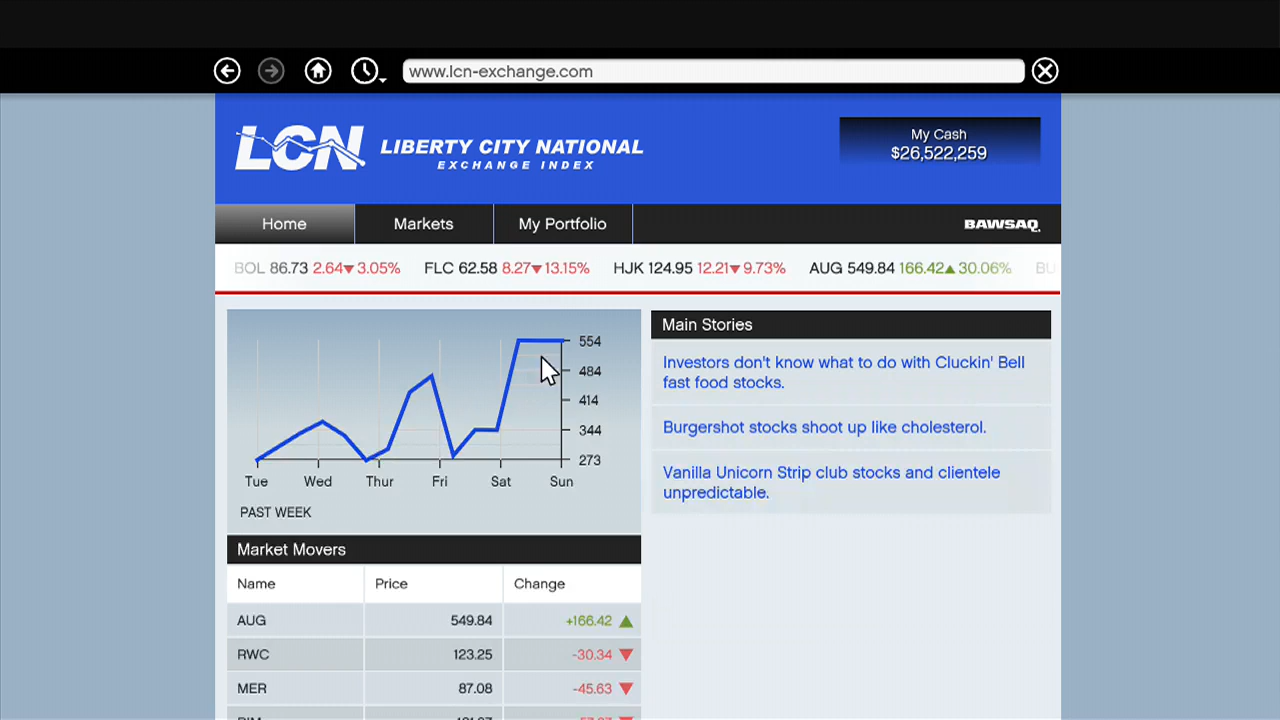 www.lcn-exchange.com
LCN LIBERTY CITY NATIONAL
EXCHANGE INDEX
My Cash
$26,522,259
Home Markets My Portfolio BAWSAQ
BOL 86.73 2.64▼3.05% FLC 62.58 8.27▼13.15% HJK 124.95 12.21▼9.73% AUG 549.84 166.42▲30.06% BU
554
484
414
344
273
Tue Wed Thur Fri Sat Sun
PAST WEEK
Main Stories
Investors don't know what to do with Cluckin' Bell
fast food stocks.
Burgershot stocks shoot up like cholesterol.
Vanilla Unicorn Strip club stocks and clientele
unpredictable.
Market Movers
Name Price Change
AUG 549.84 +166.42 ▲
RWC 123.25 -30.34 ▼
MER 87.08 -45.63 ▼